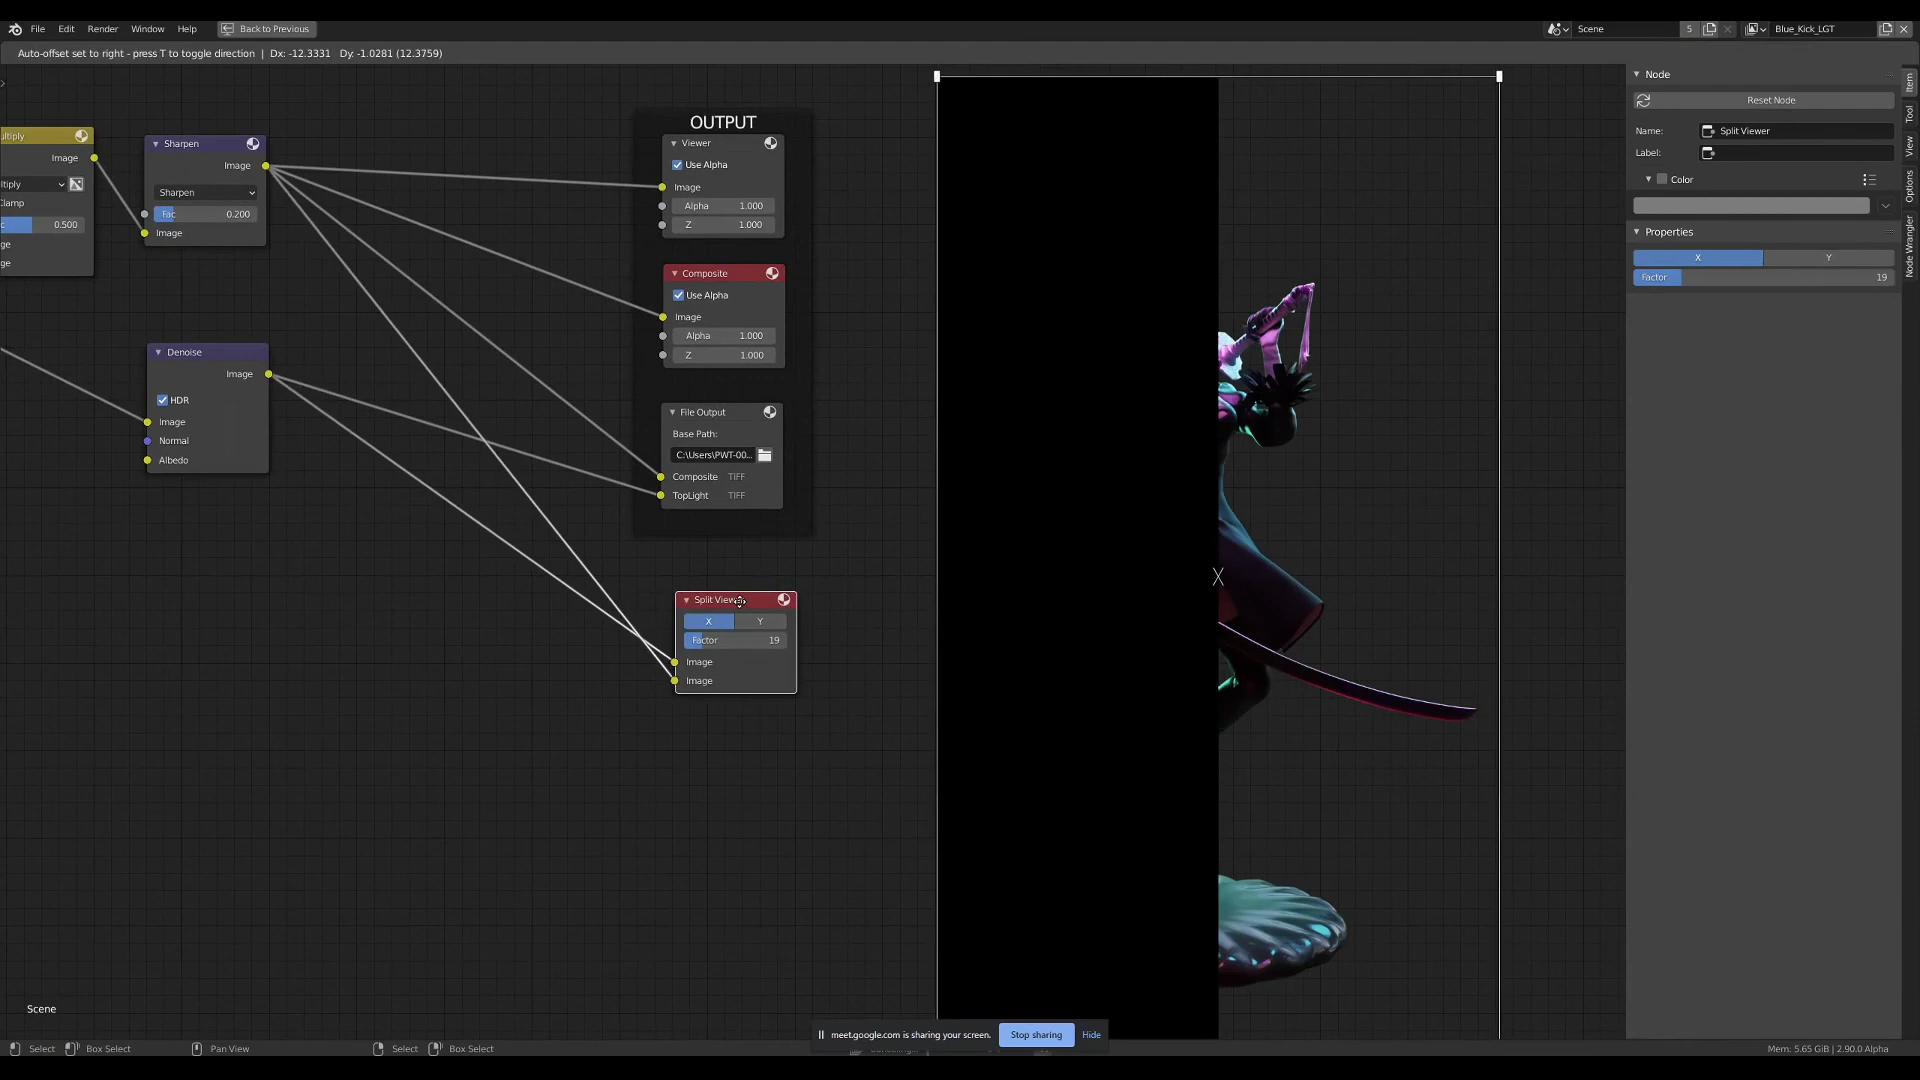 File Edit Render Window Help Back to Previous Scene 5 Blue_Kick_LGT
Auto-offset set to right - press T to toggle direction | Dx: -12.3331 Dy: -1.0281 (12.3759)
ultiply
Image
ltiply
Clamp
c 0.500
ge
ge
Sharpen
Image
Sharpen
Fac 0.200
Image
Denoise
Image
HDR
Image
Normal
Albedo
OUTPUT
Viewer
Use Alpha
Image
Alpha 1.000
Z 1.000
Composite
Use Alpha
Image
Alpha 1.000
Z 1.000
File Output
Base Path:
C:\Users\PWT-00...
Composite TIFF
TopLight TIFF
Split Viewer
X Y
Factor 19
Image
Image
Node
Reset Node
Name: Split Viewer
Label:
Color
Properties
X Y
Factor 19
Item
Tool
View
Options
Node Wrangler
Scene
meet.google.com is sharing your screen. Stop sharing Hide
Select Box Select Pan View Select Box Select Mem: 5.65 GiB | 2.90.0 Alpha